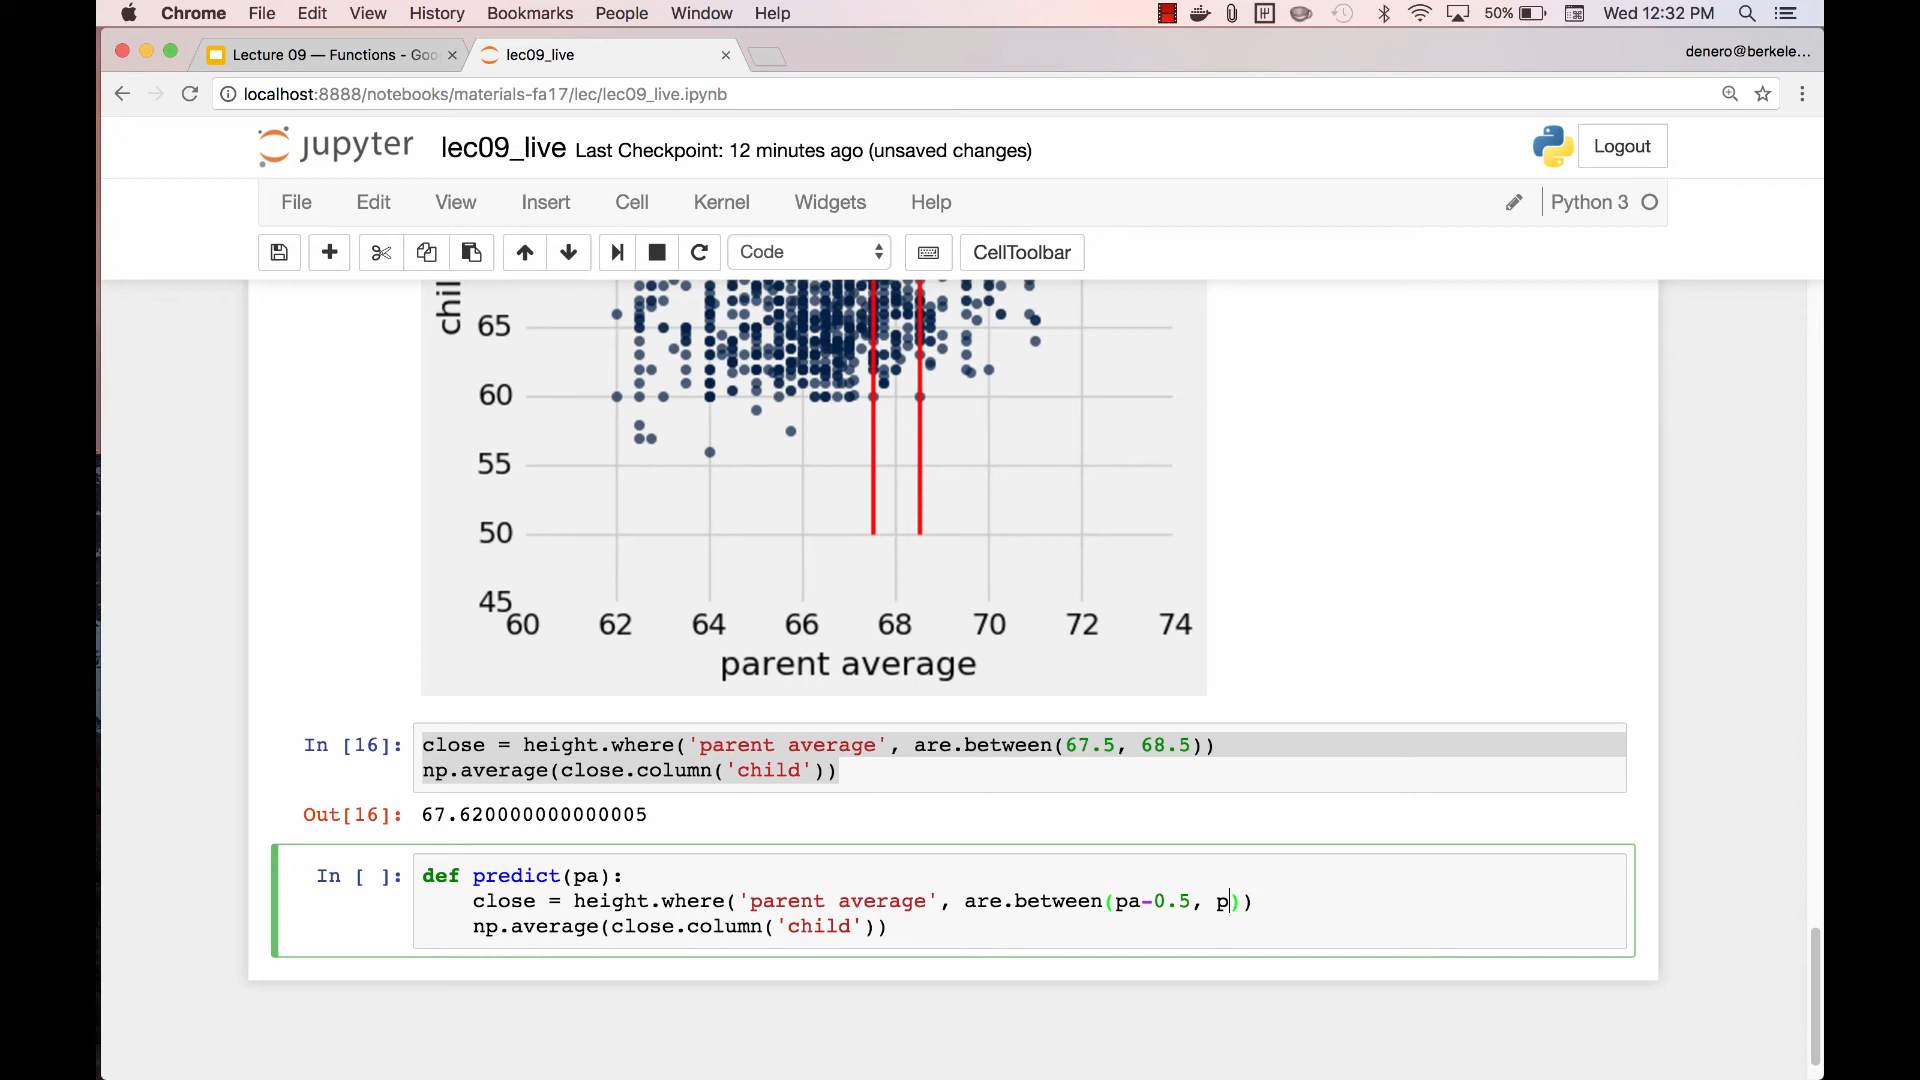 Chrome File Edit View History Bookmarks People Window Help 50% Wed 12:32 PM
Lecture 09 — Functions - Goo lec09_live denero@berkele...
localhost:8888/notebooks/materials-fa17/lec/lec09_live.ipynb
jupyter lec09_live Last Checkpoint: 12 minutes ago (unsaved changes) Logout
File Edit View Insert Cell Kernel Widgets Help Python 3
Code CellToolbar
chil
65
60
55
50
45
60 62 64 66 68 70 72 74
parent average
In [16]: close = height.where('parent average', are.between(67.5, 68.5))
np.average(close.column('child'))
Out[16]: 67.620000000000005
In [ ]: def predict(pa):
close = height.where('parent average', are.between(pa-0.5, p))
np.average(close.column('child'))